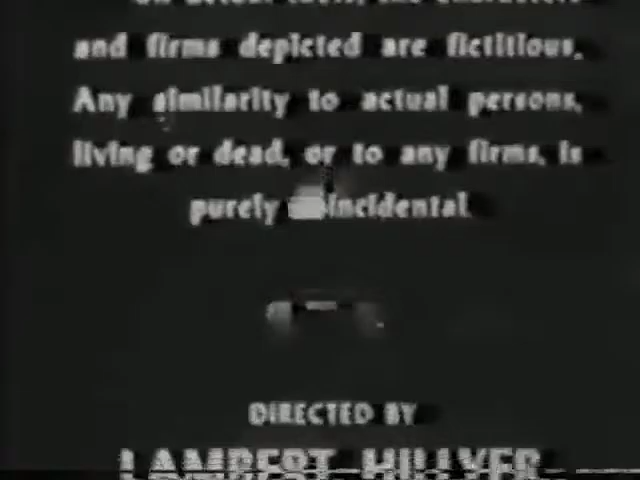 and firms depicted are fictitious.
Any similarity to actual persons,
living or dead, or to any firms, is
purely coincidental
DIRECTED BY
LAMBERT HILLYER